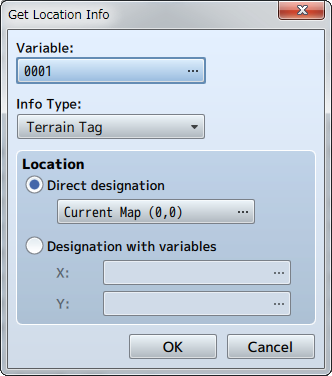 Get Location Info
Variable:
0001 ...
Info Type:
Terrain Tag
Location
Direct designation
Current Map (0,0) ...
Designation with variables
X: ...
Y: ...
OK Cancel